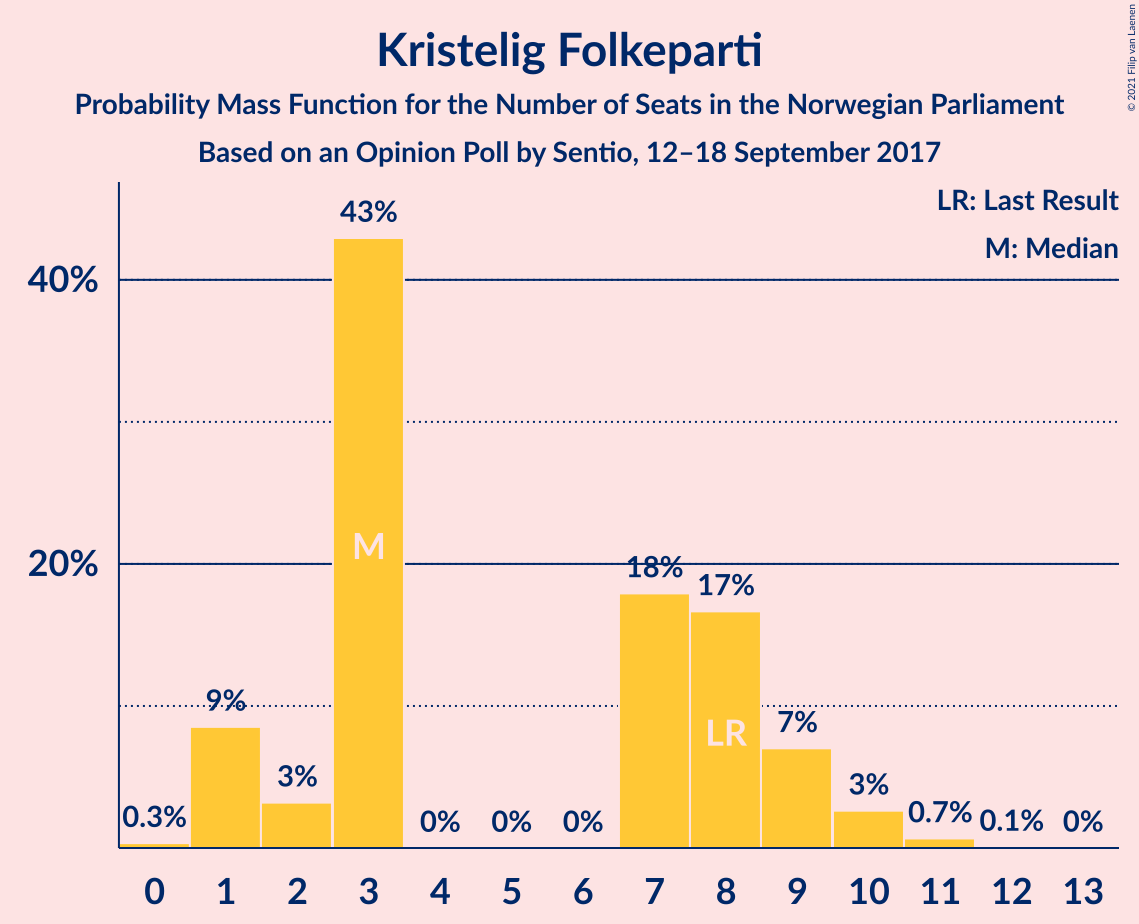 Kristelig Folkeparti
Probability Mass Function for the Number of Seats in the Norwegian Parliament
Based on an Opinion Poll by Sentio, 12–18 September 2017
© 2021 Filip van Laenen
LR: Last Result
M: Median
43%
40%
M
20%
18%
17%
9%
LR
7%
3%
3%
0.3%
0%
0%
0%
0.7%
0.1%
0%
0 1 2 3 4 5 6 7 8 9 10 11 12 13